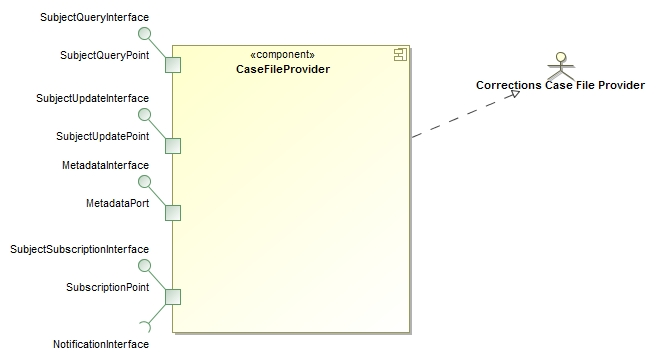 SubjectQueryInterface
SubjectQueryPoint
«component»
CaseFileProvider
Corrections Case File Provider
SubjectUpdateInterface
SubjectUpdatePoint
MetadataInterface
MetadataPort
SubjectSubscriptionInterface
SubscriptionPoint
NotificationInterface